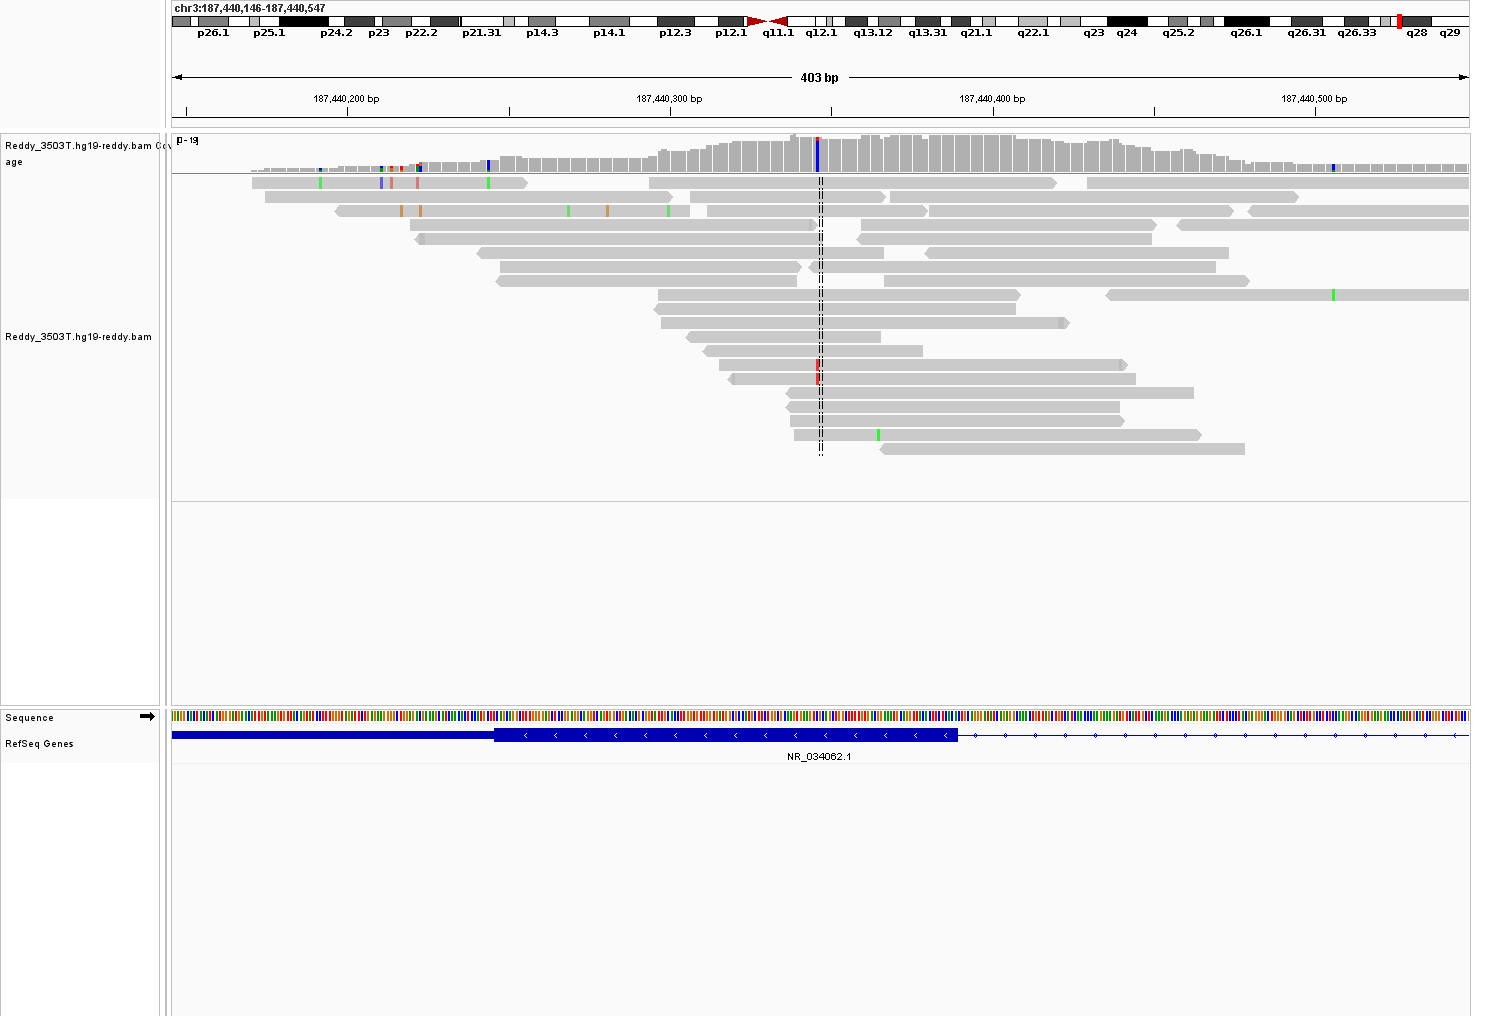 chr3:187,440,146-187,440,547
p26.1 p25.1 p24.2 p23 p22.2 p21.31 p14.3 p14.1 p12.3 p12.1 q11.1 q12.1 q13.12 q13.31 q21.1 q22.1 q23 q24 q25.2 q26.1 q26.31 q26.33 q28 q29
403 bp
187,440,200 bp 187,440,300 bp 187,440,400 bp 187,440,500 bp
Reddy_3503T.hg19-reddy.bam Cov
age
[0 - 19]
Reddy_3503T.hg19-reddy.bam
Sequence
RefSeq Genes
NR_034062.1